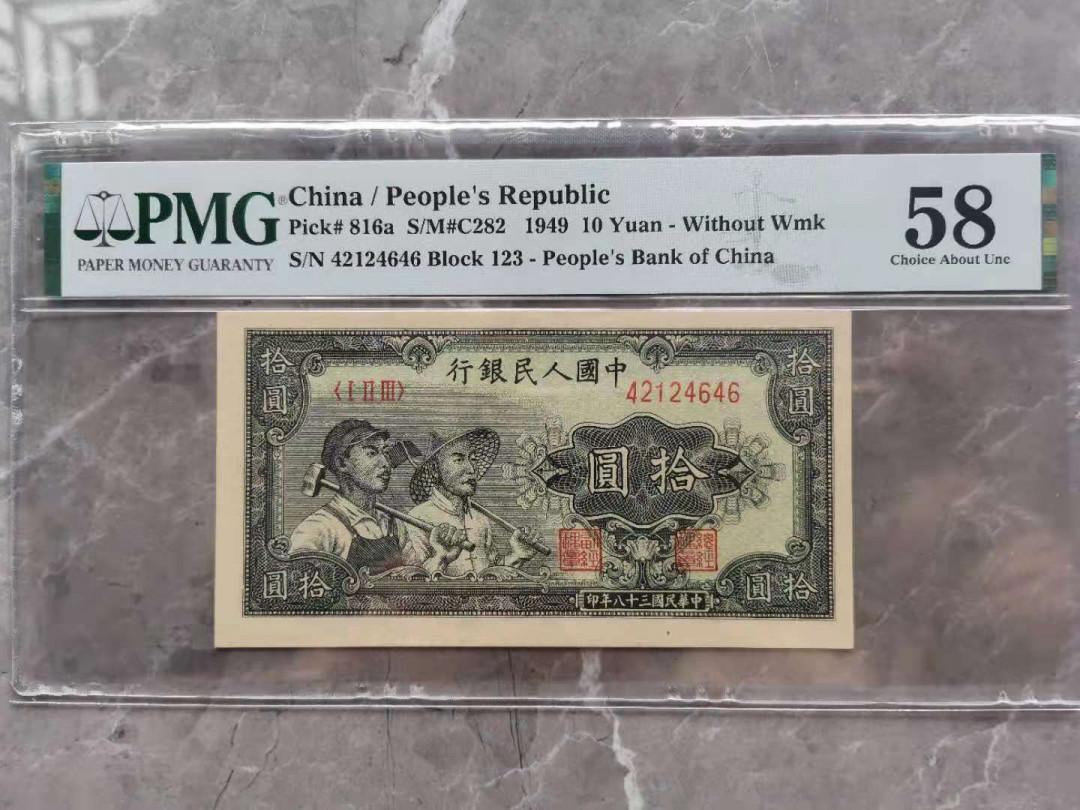 PMG®
PAPER MONEY GUARANTY
China / People's Republic
Pick# 816a S/M#C282 1949 10 Yuan - Without Wmk
S/N 42124646 Block 123 - People's Bank of China
58
Choice About Unc
中國人民銀行
拾圓
拾圓
〈I II III〉
42124646
拾圓
拾圓
拾圓
中華民國三十八年印